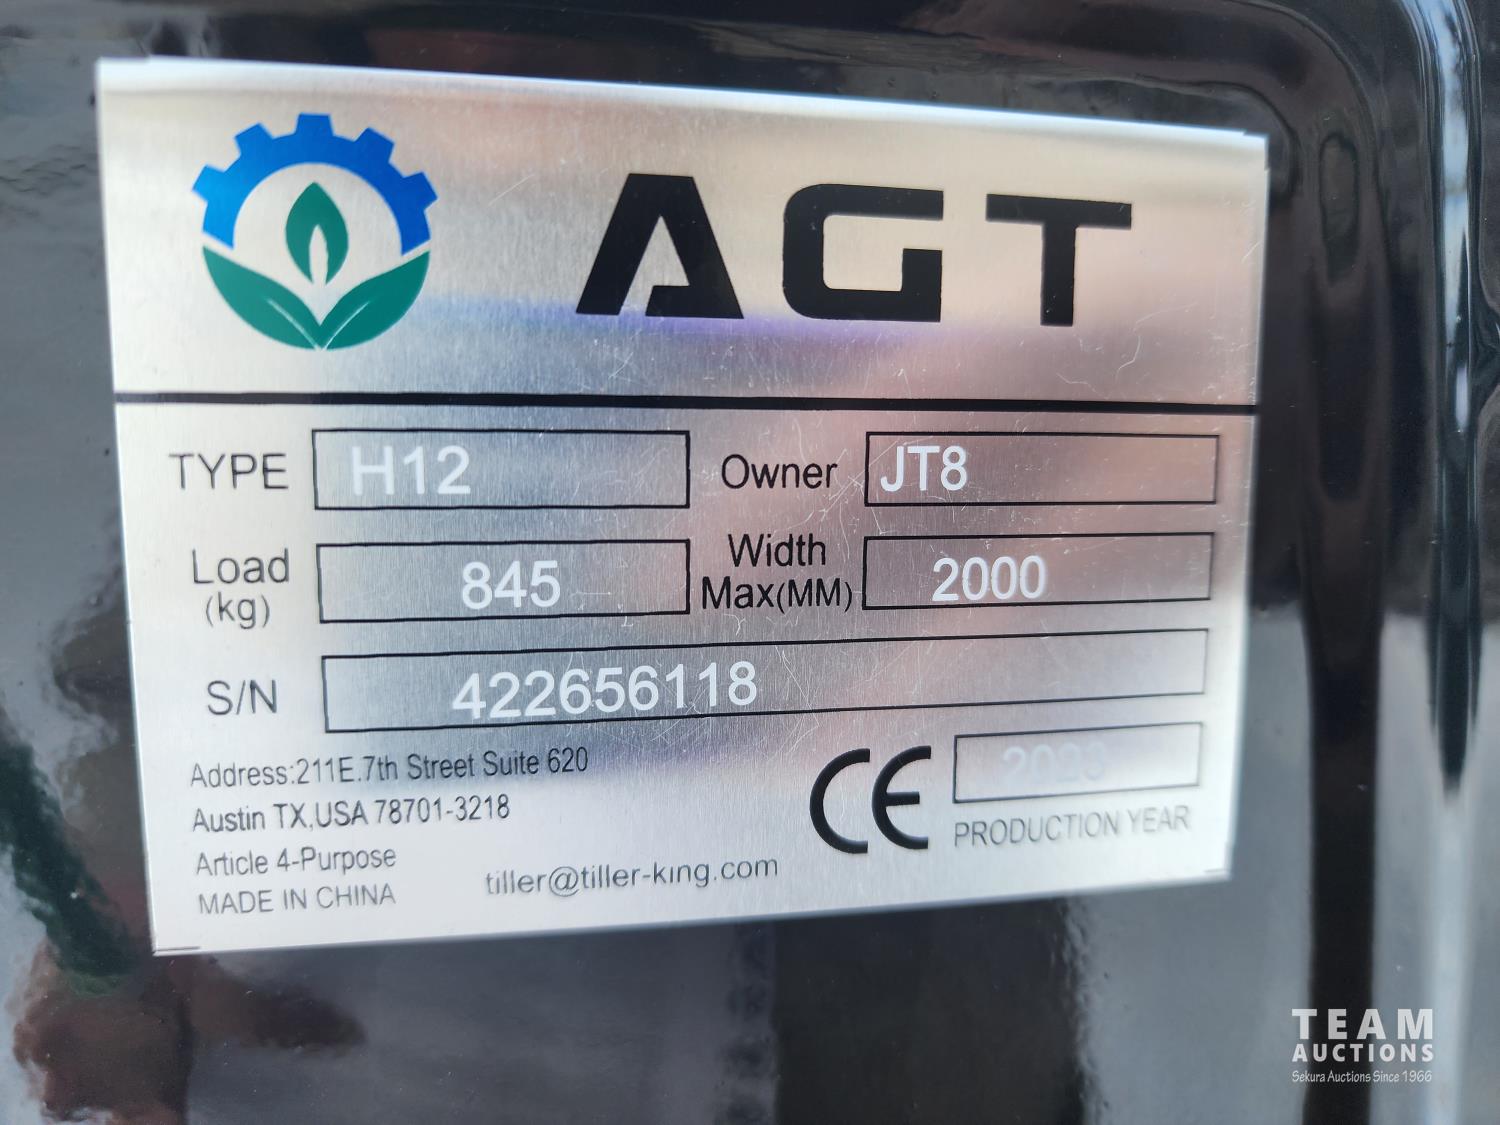 AGT
TYPE H12 Owner JT8
Load (kg) 845 Width Max(MM) 2000
S/N 422656118
Address:211E.7th Street Suite 620
Austin TX,USA 78701-3218
Article 4-Purpose
MADE IN CHINA
tiller@tiller-king.com
CE 2023
PRODUCTION YEAR
TEAM
AUCTIONS
Sekura Auctions Since 1966